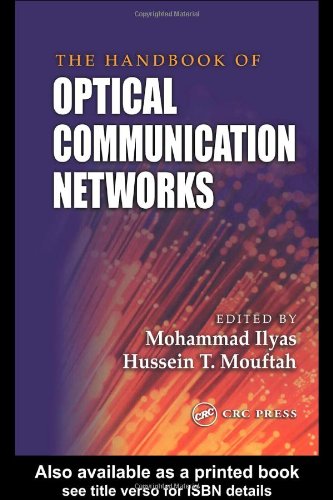 THE HANDBOOK OF
OPTICAL
COMMUNICATION
NETWORKS
EDITED BY
Mohammad Ilyas
Hussein T. Mouftah
CRC CRC PRESS
Also available as a printed book
see title verso for ISBN details